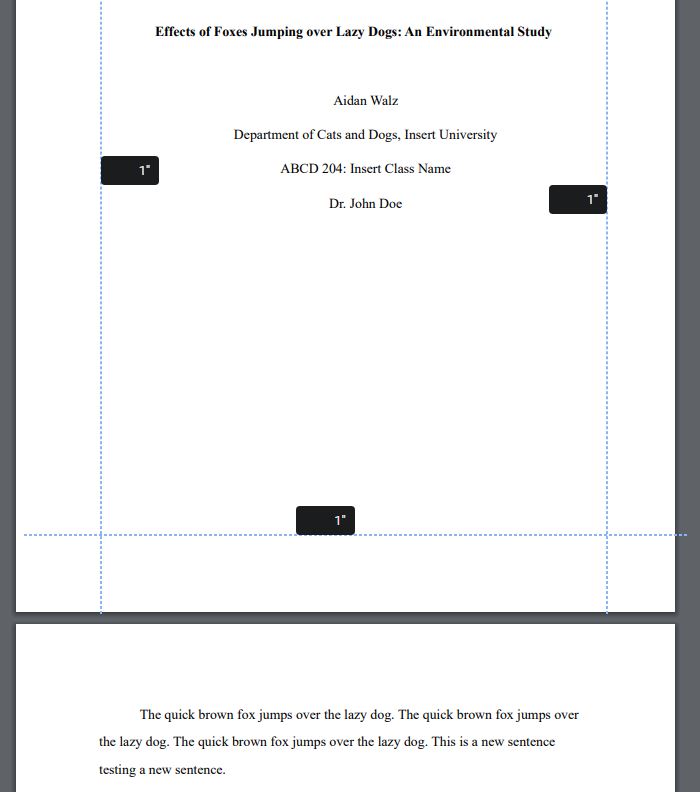 Effects of Foxes Jumping over Lazy Dogs: An Environmental Study
Aidan Walz
Department of Cats and Dogs, Insert University
ABCD 204: Insert Class Name
1"
Dr. John Doe
1"
1"
The quick brown fox jumps over the lazy dog. The quick brown fox jumps over
the lazy dog. The quick brown fox jumps over the lazy dog. This is a new sentence
testing a new sentence.